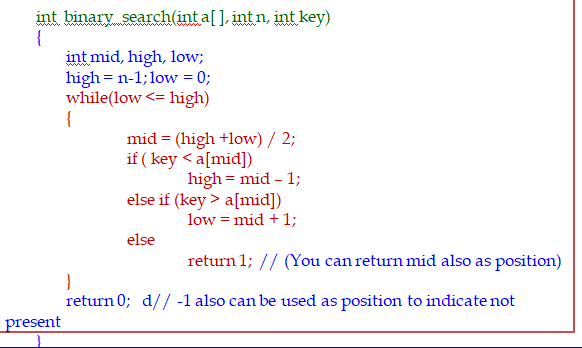 int binary_search(int a[ ], int n, int key)
{
int mid, high, low;
high = n-1; low = 0;
while(low <= high)
{
mid = (high +low) / 2;
if ( key < a[mid])
high = mid – 1;
else if (key > a[mid])
low = mid + 1;
else
return 1; // (You can return mid also as position)
}
return 0; d// -1 also can be used as position to indicate not
present
}